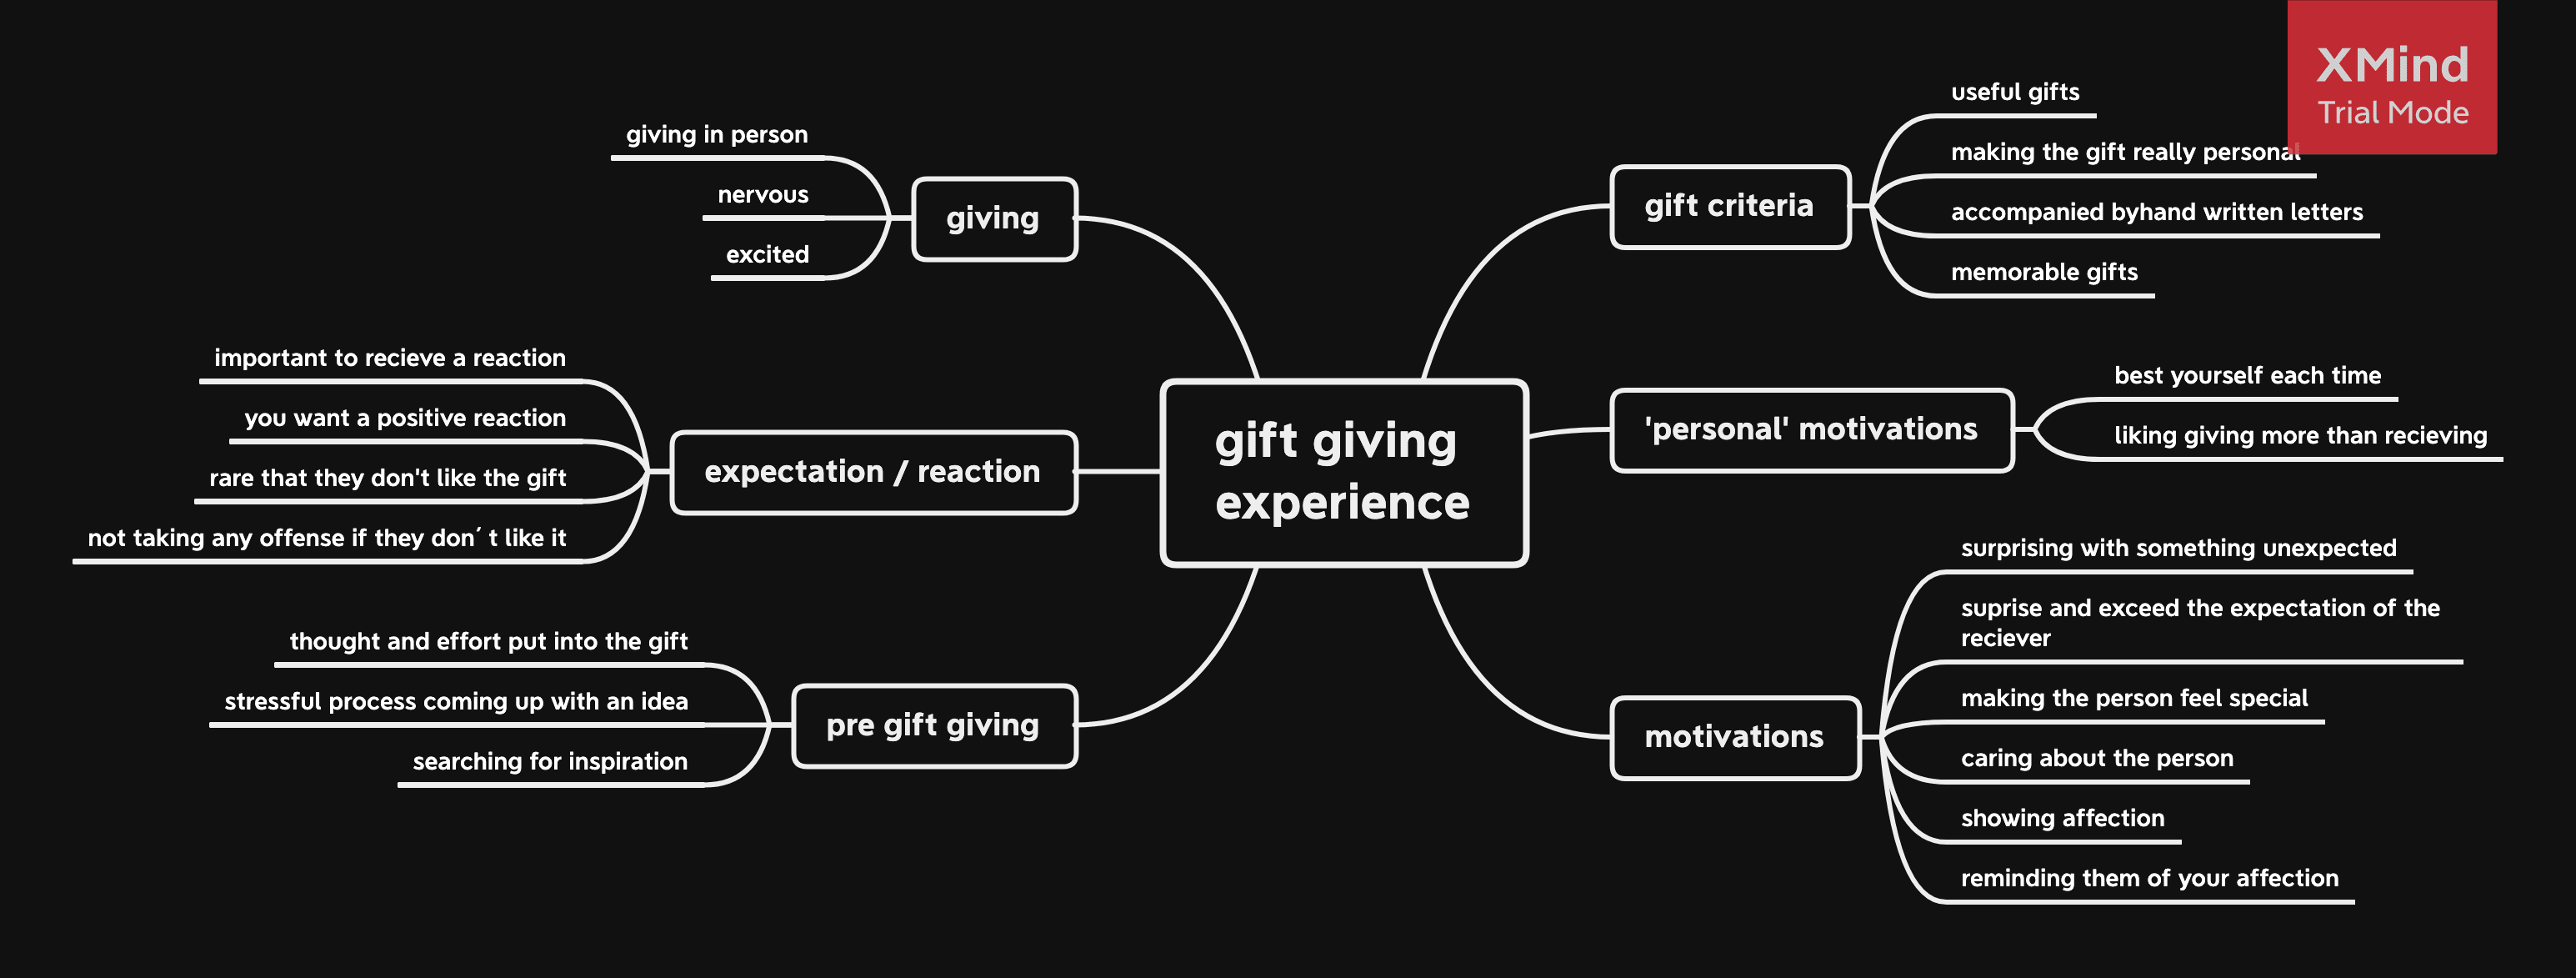 XMind
Trial Mode
useful gifts
making the gift really personal
accompanied byhand written letters
memorable gifts
gift criteria
giving in person
nervous
excited
giving
important to recieve a reaction
you want a positive reaction
rare that they don't like the gift
not taking any offense if they don´t like it
expectation / reaction
gift giving
experience
'personal' motivations
best yourself each time
liking giving more than recieving
thought and effort put into the gift
stressful process coming up with an idea
searching for inspiration
pre gift giving
motivations
surprising with something unexpected
suprise and exceed the expectation of the
reciever
making the person feel special
caring about the person
showing affection
reminding them of your affection